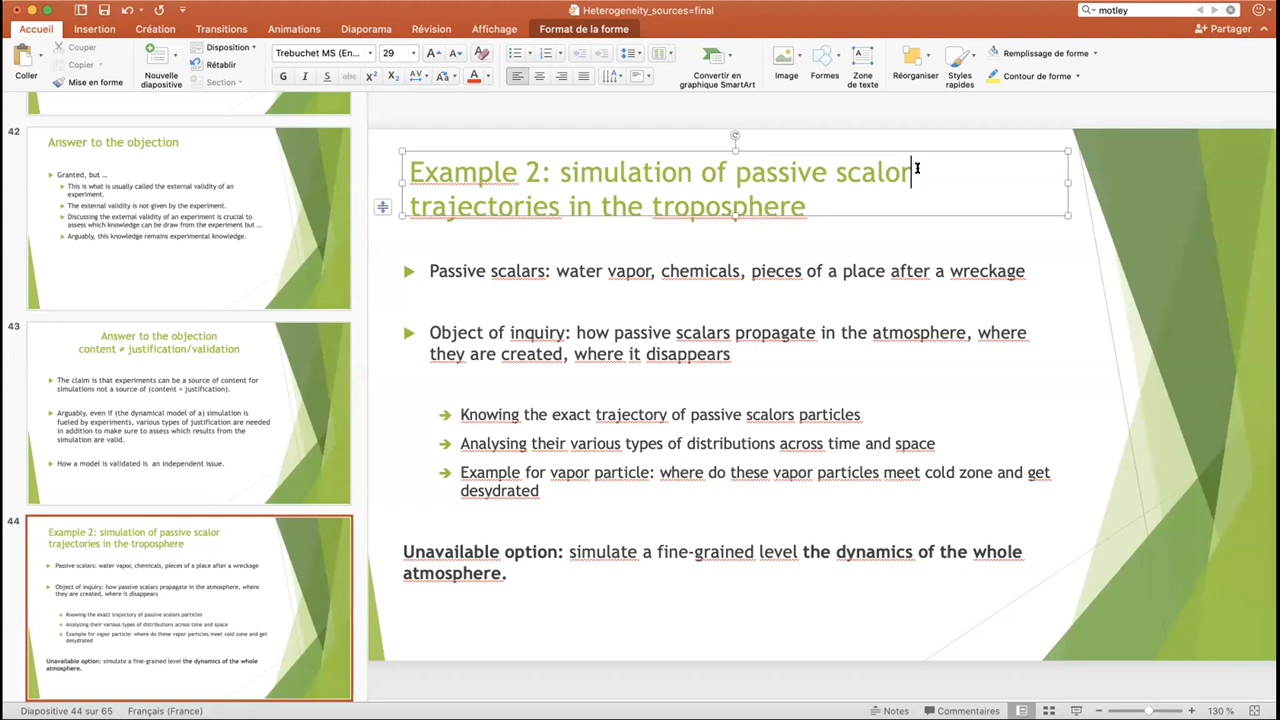 Heterogeneity_sources=final
motley
Accueil Insertion Création Transitions Animations Diaporama Révision Affichage Format de la forme Partager
Coller
Couper
Copier
Mise en forme
Nouvelle diapositive
Disposition
Rétablir
Section
Trebuchet MS (En... 29
G I S abc X² X₂ AV Aa A
Convertir en graphique SmartArt
Image
Formes
Zone de texte
Réorganiser
Styles rapides
Remplissage de forme
Contour de forme
42
Answer to the objection
Granted, but ...
This is what is usually called the external validity of an
experiment.
The external validity is not given by the experiment.
Discussing the external validity of an experiment is crucial to
assess which knowledge can be draw from the experiment but ...
Arguably, this knowledge remains experimental knowledge.
43
Answer to the objection
content ≠ justification/validation
The claim is that experiments can be a source of content for
simulations not a source of (content + justification).
Arguably, even if (the dynamical model of a) simulation is
fueled by experiments, various types of justification are needed
in addition to make sure to assess which results from the
simulation are valid.
How a model is validated is an independent issue.
44
Example 2: simulation of passive scalor
trajectories in the troposphere
Passive scalars: water vapor, chemicals, pieces of a place after a wreckage
Object of inquiry: how passive scalars propagate in the atmosphere, where
they are created, where it disappears
Knowing the exact trajectory of passive scalors particles
Analysing their various types of distributions across time and space
Example for vapor particle: where do these vapor particles meet cold zone and get
desydrated
Unavailable option: simulate a fine-grained level the dynamics of the whole
atmosphere.
Example 2: simulation of passive scalor
trajectories in the troposphere
Passive scalars: water vapor, chemicals, pieces of a place after a wreckage
Object of inquiry: how passive scalars propagate in the atmosphere, where
they are created, where it disappears
Knowing the exact trajectory of passive scalors particles
Analysing their various types of distributions across time and space
Example for vapor particle: where do these vapor particles meet cold zone and get
desydrated
Unavailable option: simulate a fine-grained level the dynamics of the whole
atmosphere.
Diapositive 44 sur 65 Français (France) Notes Commentaires 130 %